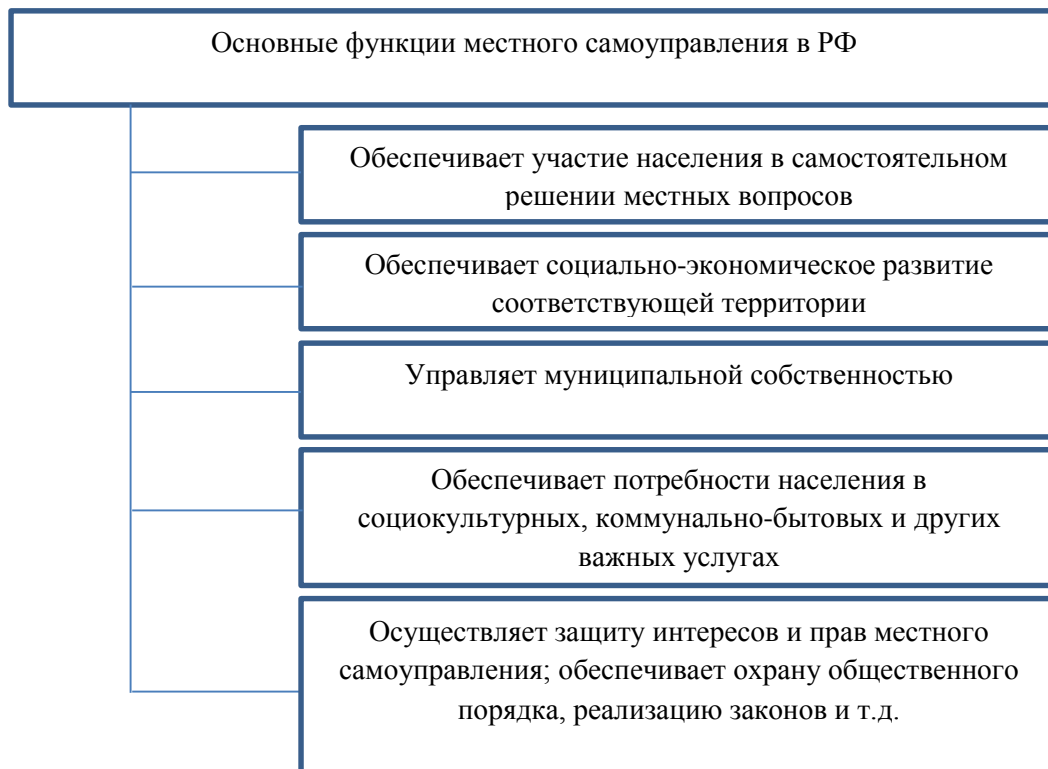 Основные функции местного самоуправления в РФ
Обеспечивает участие населения в самостоятельном
решении местных вопросов
Обеспечивает социально-экономическое развитие
соответствующей территории
Управляет муниципальной собственностью
Обеспечивает потребности населения в
социокультурных, коммунально-бытовых и других
важных услугах
Осуществляет защиту интересов и прав местного
самоуправления; обеспечивает охрану общественного
порядка, реализацию законов и т.д.